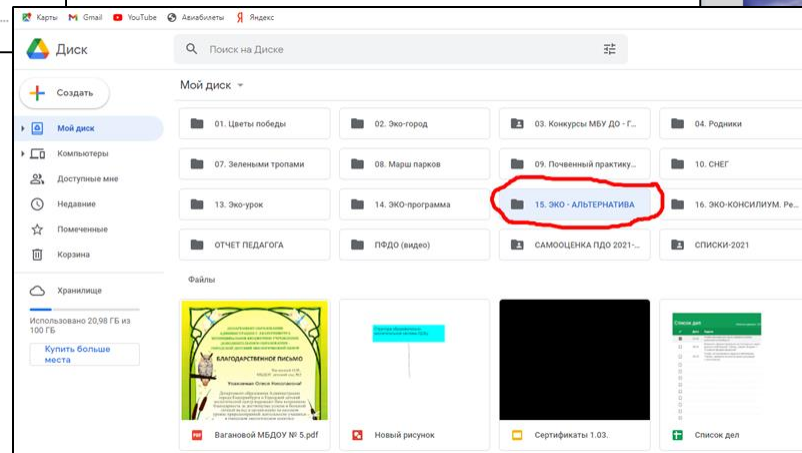 Карты Gmail YouTube Авиабилеты Яндекс
Диск
Поиск на Диске
Создать
Мой диск
Компьютеры
Доступные мне
Недавние
Помеченные
Корзина
Хранилище
Использовано 20,98 ГБ из
100 ГБ
Купить больше
места
Мой диск
01. Цветы победы 02. Эко-город 03. Конкурсы МБУ ДО - Г... 04. Родники
07. Зелеными тропами 08. Марш парков 09. Почвенный практику... 10. СНЕГ
13. Эко-урок 14. ЭКО-программа 15. ЭКО - АЛЬТЕРНАТИВА 16. ЭКО-КОНСИЛИУМ. Ре...
ОТЧЕТ ПЕДАГОГА ПФДО (видео) САМООЦЕНКА ПДО 2021-... СПИСКИ-2021
Файлы
БЛАГОДАРСТВЕННОЕ ПИСЬМО
Список дел
Вагановой МБДОУ № 5.pdf Новый рисунок Сертификаты 1.03. Список дел